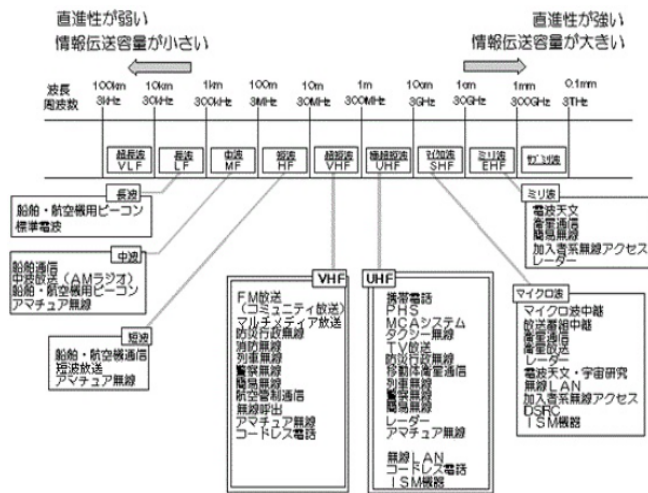 直進性が弱い
情報伝送容量が小さい
直進性が強い
情報伝送容量が大きい
波長 100km 10km 1km 100m 10m 1m 10cm 1cm 1mm 0.1mm
周波数 3kHz 30kHz 300kHz 3MHz 30MHz 300MHz 3GHz 30GHz 300GHz 3THz
超長波 長波 中波 短波 超短波 極超短波 マイクロ波 ミリ波 サブミリ波
VLF LF MF HF VHF UHF SHF EHF
長波
船舶・航空機用ビーコン
標準電波
中波
船舶通信
中波放送(AMラジオ)
船舶・航空機用ビーコン
アマチュア無線
短波
船舶・航空機通信
短波放送
アマチュア無線
VHF
FM放送
(コミュニティ放送)
マルチメディア放送
防災行政無線
消防無線
列車無線
警察無線
簡易無線
航空管制通信
無線呼出
アマチュア無線
コードレス電話
UHF
携帯電話
PHS
MCAシステム
タクシー無線
TV放送
防災行政無線
移動体衛星通信
列車無線
警察無線
簡易無線
レーダー
アマチュア無線
無線LAN
コードレス電話
ISM機器
ミリ波
電波天文
衛星通信
簡易無線
加入者系無線アクセス
レーダー
マイクロ波
マイクロ波中継
放送番組中継
衛星通信
衛星放送
レーダー
電波天文・宇宙研究
無線LAN
加入者系無線アクセス
DSRC
ISM機器